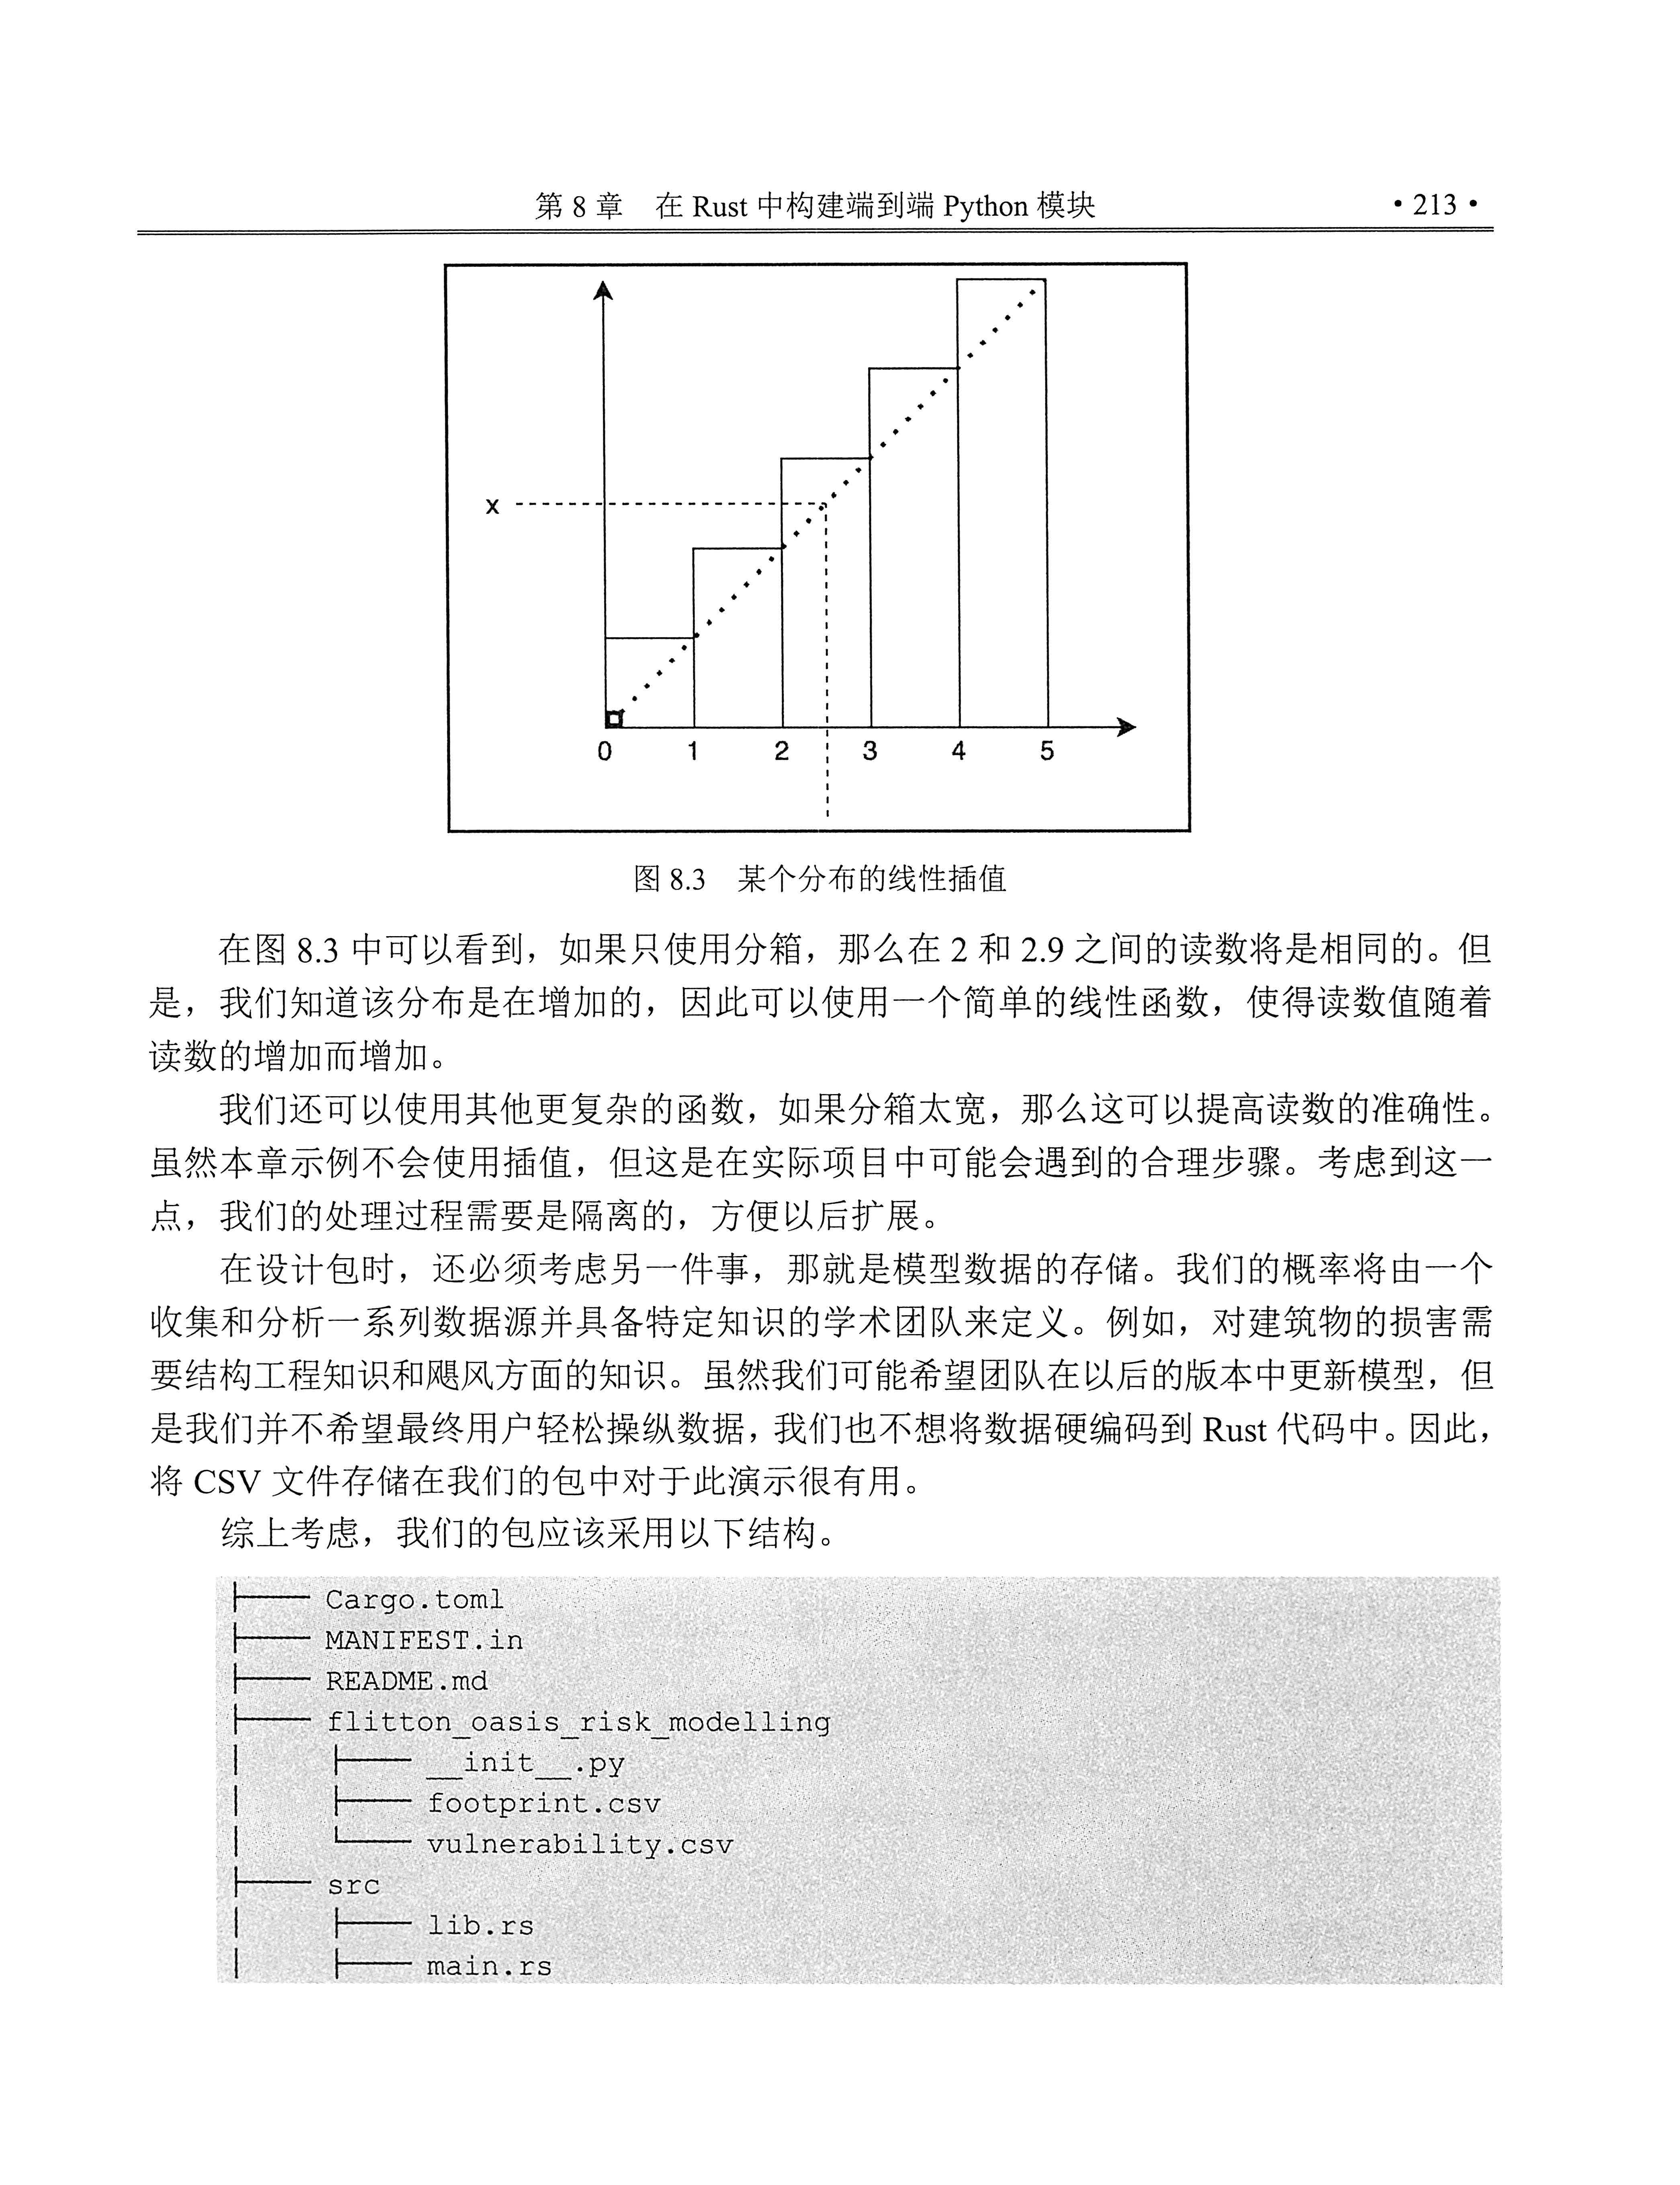 第 8 章　在 Rust 中构建端到端 Python 模块　• 213 •
x
0 1 2 3 4 5
图 8.3　某个分布的线性插值
在图 8.3 中可以看到，如果只使用分箱，那么在 2 和 2.9 之间的读数将是相同的。但
是，我们知道该分布是在增加的，因此可以使用一个简单的线性函数，使得读数值随着
读数的增加而增加。
我们还可以使用其他更复杂的函数，如果分箱太宽，那么这可以提高读数的准确性。
虽然本章示例不会使用插值，但这是在实际项目中可能会遇到的合理步骤。考虑到这一
点，我们的处理过程需要是隔离的，方便以后扩展。
在设计包时，还必须考虑另一件事，那就是模型数据的存储。我们的概率将由一个
收集和分析一系列数据源并具备特定知识的学术团队来定义。例如，对建筑物的损害需
要结构工程知识和飓风方面的知识。虽然我们可能希望团队在以后的版本中更新模型，但
是我们并不希望最终用户轻松操纵数据，我们也不想将数据硬编码到 Rust 代码中。因此，
将 CSV 文件存储在我们的包中对于此演示很有用。
综上考虑，我们的包应该采用以下结构。
├── Cargo.toml
├── MANIFEST.in
├── README.md
├── flitton_oasis_risk_modelling
│   ├── __init__.py
│   ├── footprint.csv
│   └── vulnerability.csv
├── src
│   ├── lib.rs
│   ├── main.rs